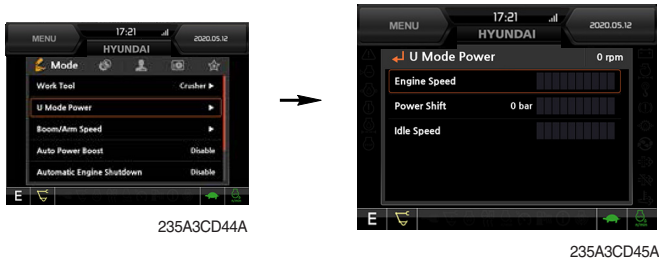 MENU
17:21
2020.05.12
HYUNDAI
Mode
Work Tool Crusher ▶
U Mode Power ▶
Boom/Arm Speed ▶
Auto Power Boost Disable
Automatic Engine Shutdown Disable
E
235A3CD44A
MENU
17:21
2020.05.12
HYUNDAI
U Mode Power 0 rpm
Engine Speed
Power Shift 0 bar
Idle Speed
E
235A3CD45A